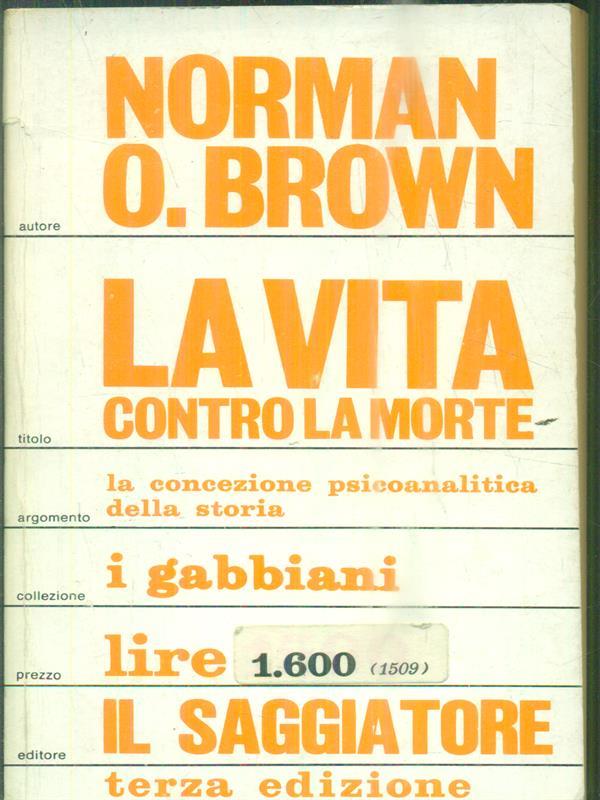 NORMAN
O. BROWN
autore
LA VITA
CONTRO LA MORTE
titolo
la concezione psicoanalitica
della storia
argomento
i gabbiani
collezione
lire 1.600 (1509)
prezzo
IL SAGGIATORE
editore
terza edizione